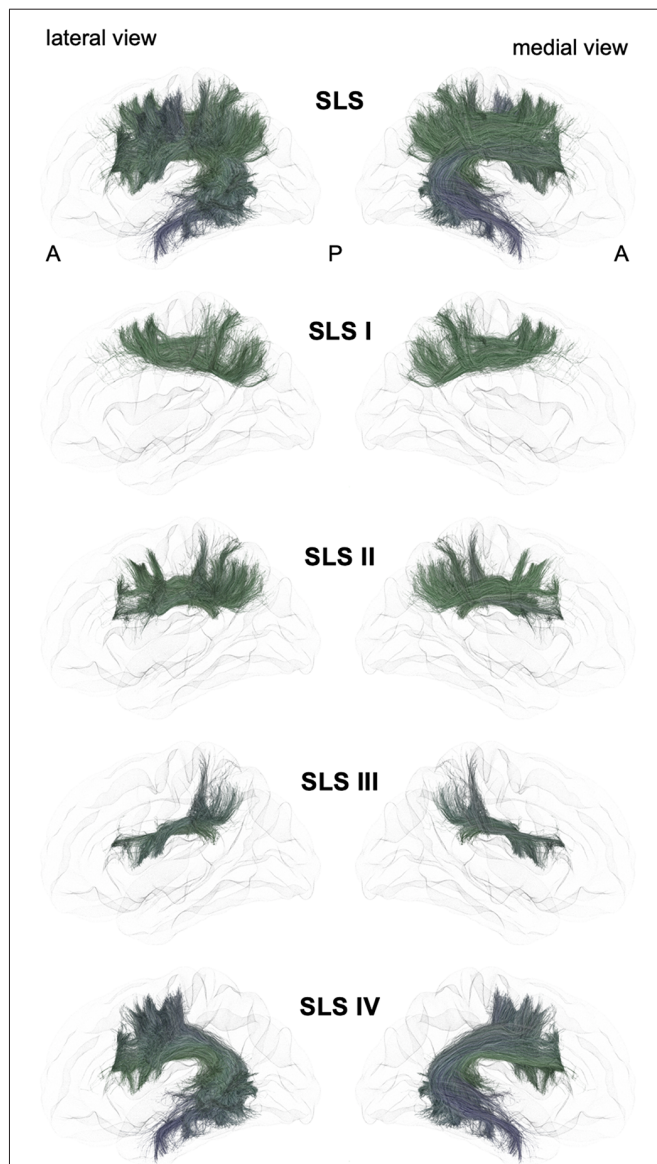 lateral view
medial view
SLS
A P A
SLS I
SLS II
SLS III
SLS IV